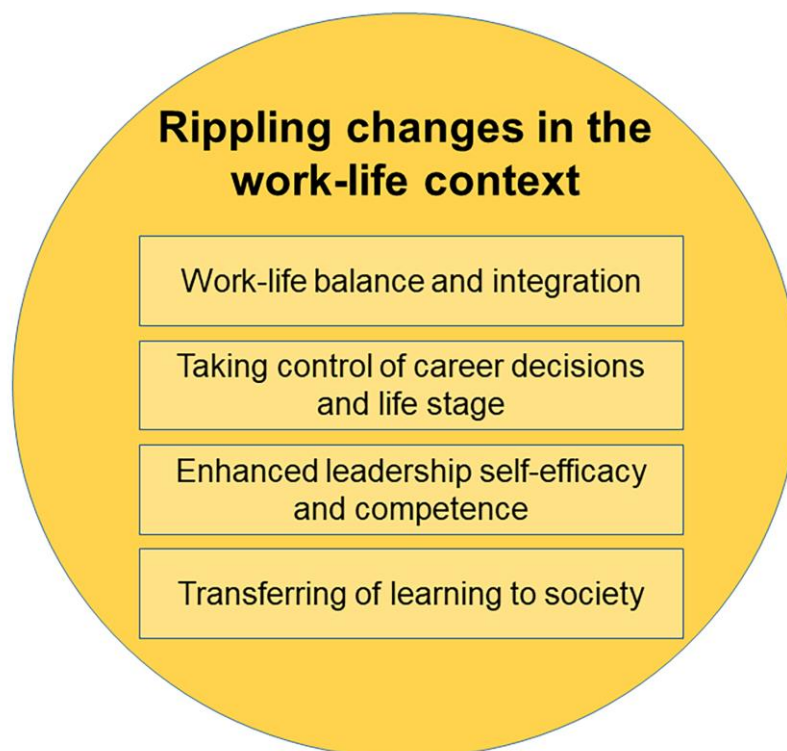 Rippling changes in the
work-life context
Work-life balance and integration
Taking control of career decisions
and life stage
Enhanced leadership self-efficacy
and competence
Transferring of learning to society